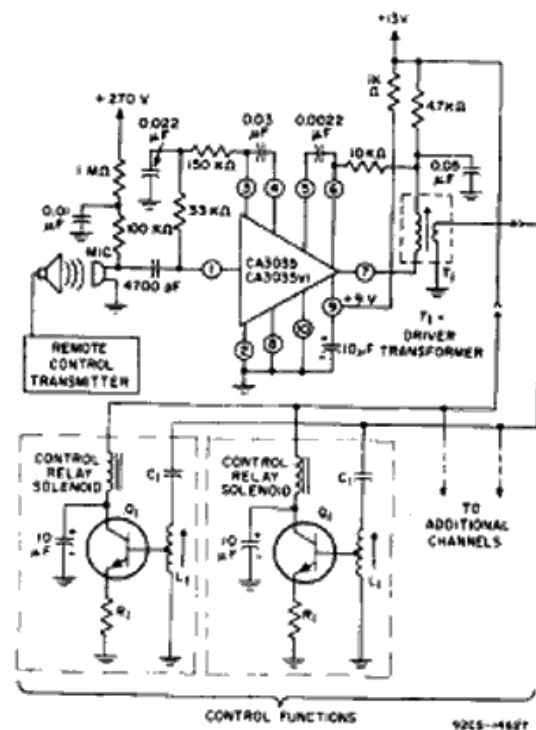 +13V
+270 V
1K
Ω
4.7KΩ
0.022
μF
0.03
μF
0.0022
μF
150 KΩ
10KΩ
0.05
μF
1 MΩ
0.01
μF
100 KΩ
33 KΩ
MIC
4700 pF
1
2
3
4
5
6
7
8
9
10
CA3035
CA3035V1
+9 V
10μF
T1
T1 =
DRIVER
TRANSFORMER
REMOTE
CONTROL
TRANSMITTER
CONTROL
RELAY
SOLENOID
C1
Q1
10
μF
L1
R1
CONTROL
RELAY
SOLENOID
C1
Q1
10
μF
L1
R1
TO
ADDITIONAL
CHANNELS
CONTROL FUNCTIONS